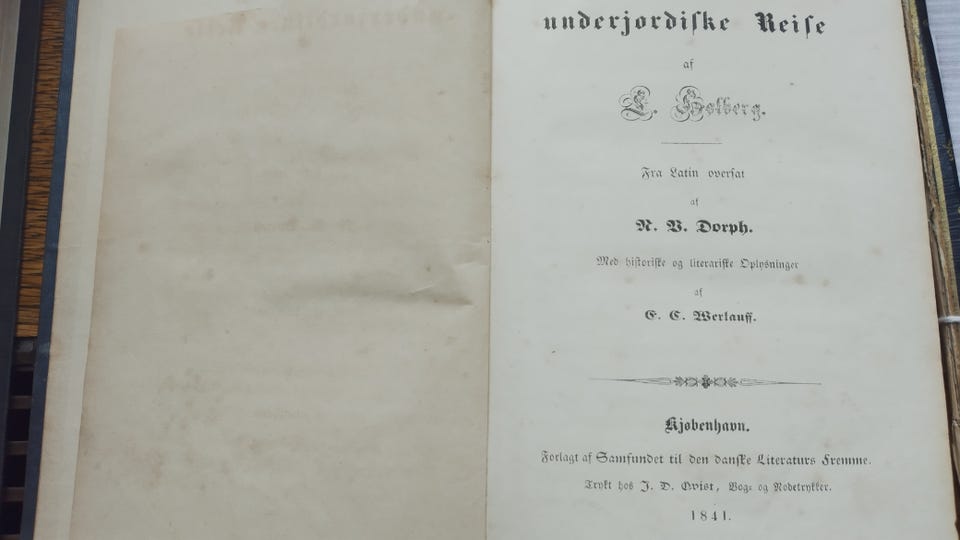 underjordiſke Reiſe
af
L. Holberg.
Fra Latin overſat
af
N. V. Dorph.
Med hiſtoriſke og literariſke Oplysninger
af
E. C. Werlauff.
Kjøbenhavn.
Forlagt af Samfundet til den danſke Literaturs Fremme.
Trykt hos J. D. Qviſt, Bog- og Nodetrykker.
1841.